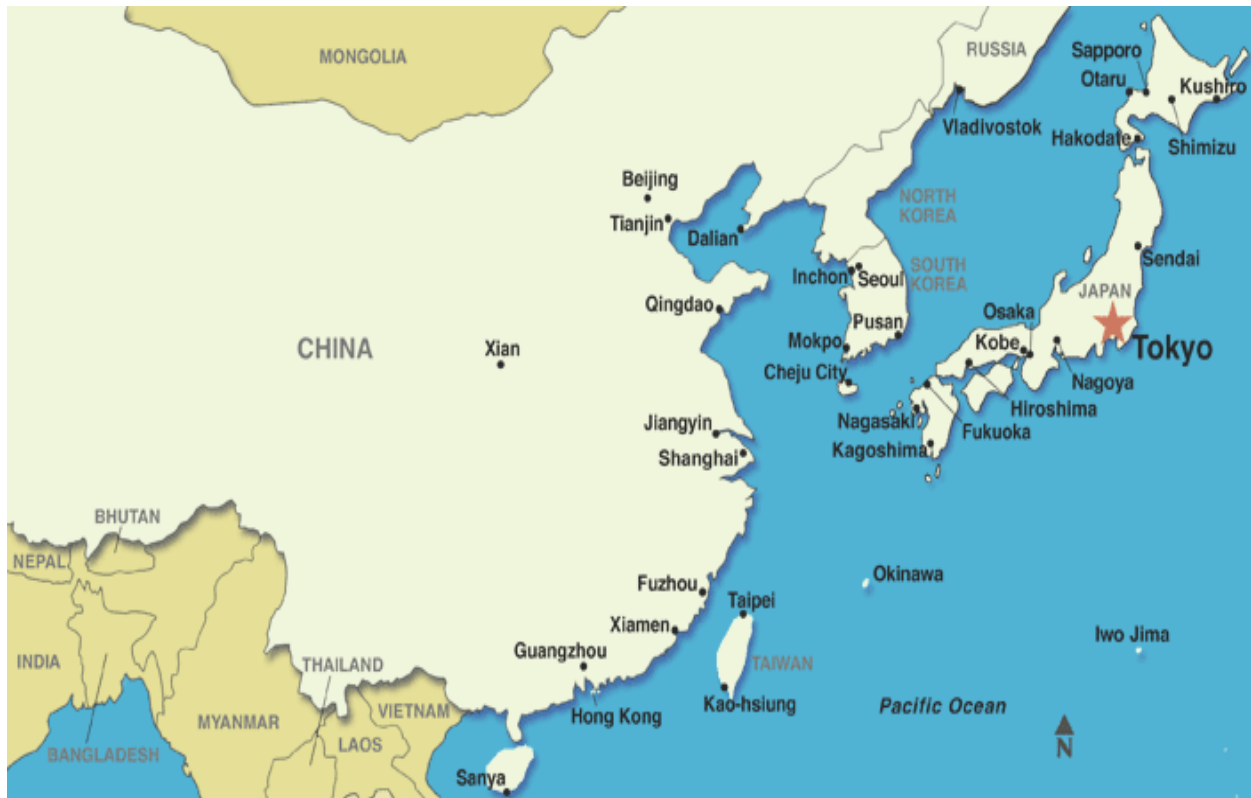 MONGOLIA
RUSSIA
Sapporo
Otaru
Kushiro
Vladivostok
Hakodate
Shimizu
Beijing
NORTH
KOREA
Tianjin
Dalian
Sendai
Inchon
Seoul
SOUTH
KOREA
JAPAN
Qingdao
Osaka
Pusan
CHINA
Xian
Mokpo
Kobe
Tokyo
Cheju City
Nagoya
Hiroshima
Jiangyin
Nagasaki
Fukuoka
Shanghai
Kagoshima
BHUTAN
NEPAL
Fuzhou
Okinawa
Taipei
Xiamen
Iwo Jima
INDIA
Guangzhou
THAILAND
TAIWAN
MYANMAR
VIETNAM
Hong Kong
Kao-hsiung
Pacific Ocean
BANGLADESH
LAOS
N
Sanya